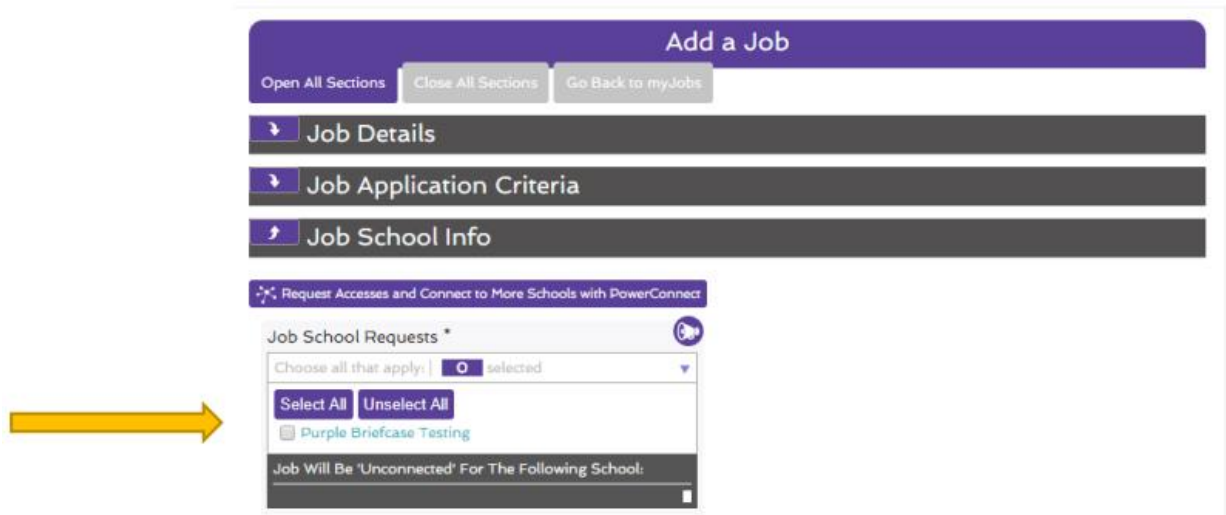 Add a Job
Open All Sections Close All Sections Go Back to myJobs
Job Details
Job Application Criteria
Job School Info
Request Accesses and Connect to More Schools with PowerConnect
Job School Requests *
Choose all that apply: | 0 selected
Select All Unselect All
Purple Briefcase Testing
Job Will Be 'Unconnected' For The Following School: